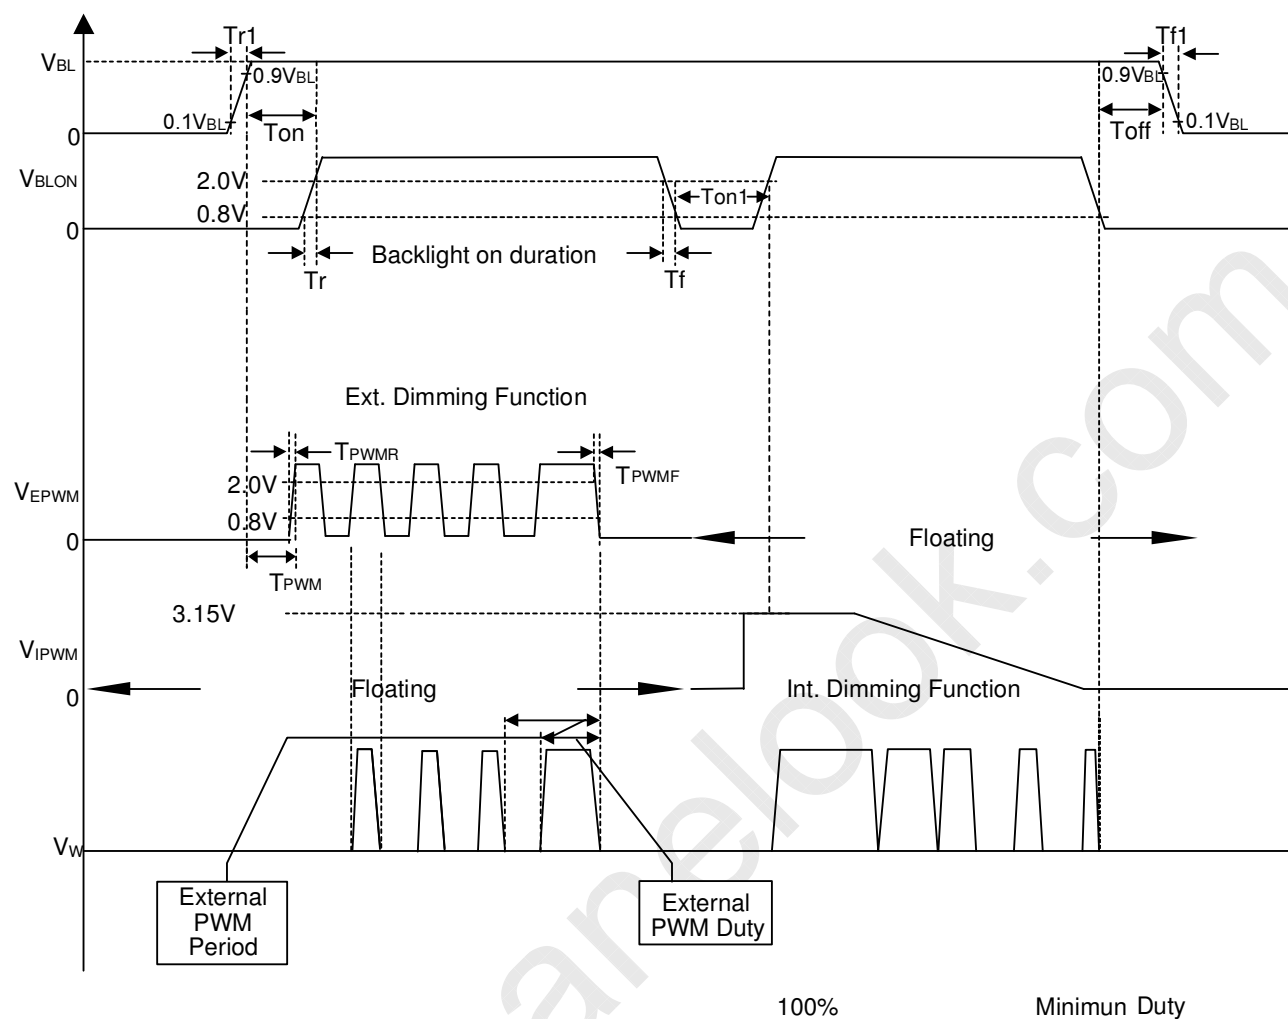 Tr1
Tf1
VBL
0.9VBL
0.9VBL
0.1VBL
Ton
Toff
0.1VBL
0
VBLON
2.0V
Ton1
0.8V
0
Backlight on duration
Tr
Tf
Ext. Dimming Function
TPWMR
TPWMF
2.0V
VEPWM
0.8V
0
Floating
TPWM
3.15V
VIPWM
Floating
Int. Dimming Function
0
VW
External
PWM
Period
External
PWM Duty
100%
Minimun Duty
anelook.com